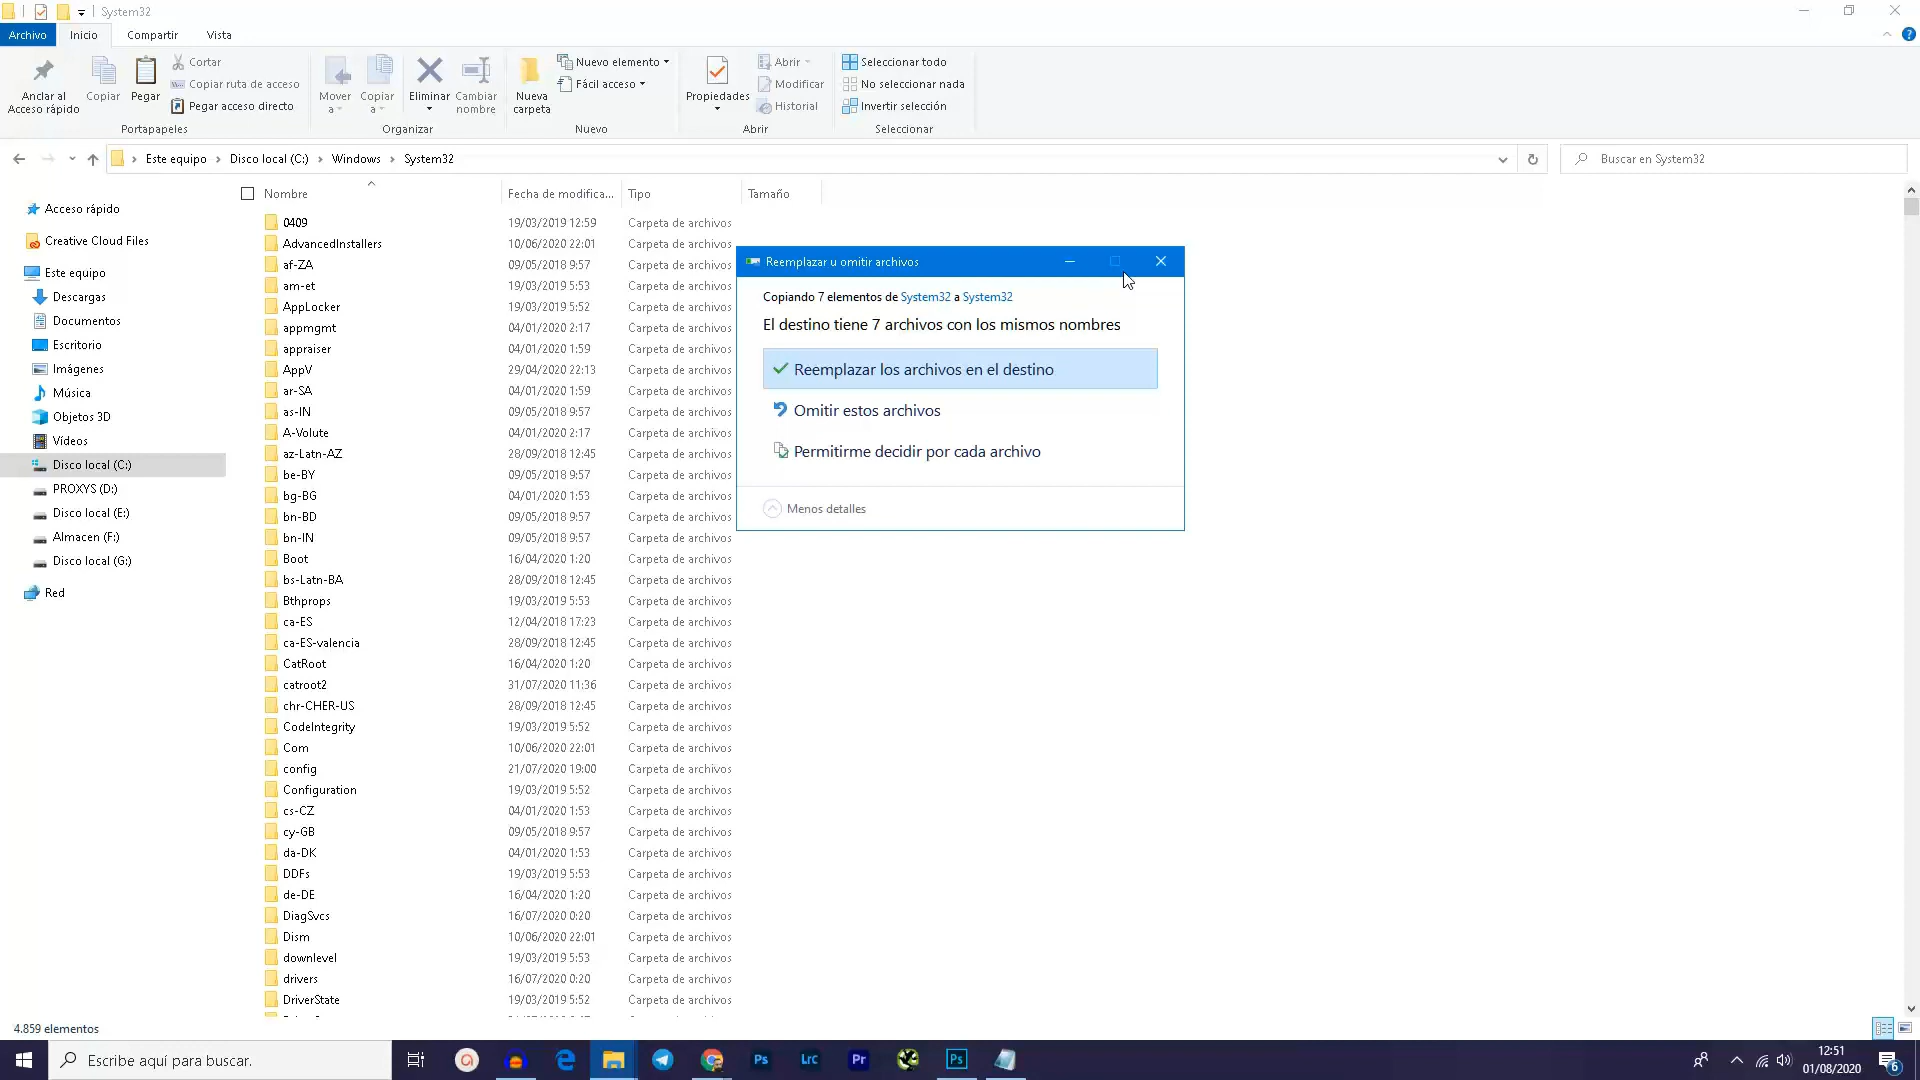 System32
Archivo Inicio Compartir Vista
Anclar al Acceso rápido
Copiar
Pegar
Cortar
Copiar ruta de acceso
Pegar acceso directo
Portapapeles
Mover a
Copiar a
Eliminar
Cambiar nombre
Organizar
Nueva carpeta
Nuevo elemento
Fácil acceso
Nuevo
Propiedades
Abrir
Modificar
Historial
Abrir
Seleccionar todo
No seleccionar nada
Invertir selección
Seleccionar
Este equipo > Disco local (C:) > Windows > System32
Buscar en System32
Acceso rápido
Creative Cloud Files
Este equipo
Descargas
Documentos
Escritorio
Imágenes
Música
Objetos 3D
Vídeos
Disco local (C:)
PROXYS (D:)
Disco local (E:)
Almacen (F:)
Disco local (G:)
Red
Nombre Fecha de modifica... Tipo Tamaño
0409 19/03/2019 12:59 Carpeta de archivos
AdvancedInstallers 10/06/2020 22:01 Carpeta de archivos
af-ZA 09/05/2018 9:57 Carpeta de archivos
am-et 19/03/2019 5:53 Carpeta de archivos
AppLocker 19/03/2019 5:52 Carpeta de archivos
appmgmt 04/01/2020 2:17 Carpeta de archivos
appraiser 04/01/2020 1:59 Carpeta de archivos
AppV 29/04/2020 22:13 Carpeta de archivos
ar-SA 04/01/2020 1:59 Carpeta de archivos
as-IN 09/05/2018 9:57 Carpeta de archivos
A-Volute 04/01/2020 2:17 Carpeta de archivos
az-Latn-AZ 28/09/2018 12:45 Carpeta de archivos
be-BY 09/05/2018 9:57 Carpeta de archivos
bg-BG 04/01/2020 1:53 Carpeta de archivos
bn-BD 09/05/2018 9:57 Carpeta de archivos
bn-IN 09/05/2018 9:57 Carpeta de archivos
Boot 16/04/2020 1:20 Carpeta de archivos
bs-Latn-BA 28/09/2018 12:45 Carpeta de archivos
Bthprops 19/03/2019 5:53 Carpeta de archivos
ca-ES 12/04/2018 17:23 Carpeta de archivos
ca-ES-valencia 28/09/2018 12:45 Carpeta de archivos
CatRoot 16/04/2020 1:20 Carpeta de archivos
catroot2 31/07/2020 11:36 Carpeta de archivos
chr-CHER-US 28/09/2018 12:45 Carpeta de archivos
CodeIntegrity 19/03/2019 5:52 Carpeta de archivos
Com 10/06/2020 22:01 Carpeta de archivos
config 21/07/2020 19:00 Carpeta de archivos
Configuration 19/03/2019 5:52 Carpeta de archivos
cs-CZ 04/01/2020 1:53 Carpeta de archivos
cy-GB 09/05/2018 9:57 Carpeta de archivos
da-DK 04/01/2020 1:53 Carpeta de archivos
DDFs 19/03/2019 5:53 Carpeta de archivos
de-DE 16/04/2020 1:20 Carpeta de archivos
DiagSvcs 16/07/2020 0:20 Carpeta de archivos
Dism 10/06/2020 22:01 Carpeta de archivos
downlevel 19/03/2019 5:53 Carpeta de archivos
drivers 16/07/2020 0:20 Carpeta de archivos
DriverState 19/03/2019 5:52 Carpeta de archivos
Reemplazar u omitir archivos
Copiando 7 elementos de System32 a System32
El destino tiene 7 archivos con los mismos nombres
Reemplazar los archivos en el destino
Omitir estos archivos
Permitirme decidir por cada archivo
Menos detalles
4.859 elementos
Escribe aquí para buscar.
Ps Lrc Pr Ps
12:51
01/08/2020
6